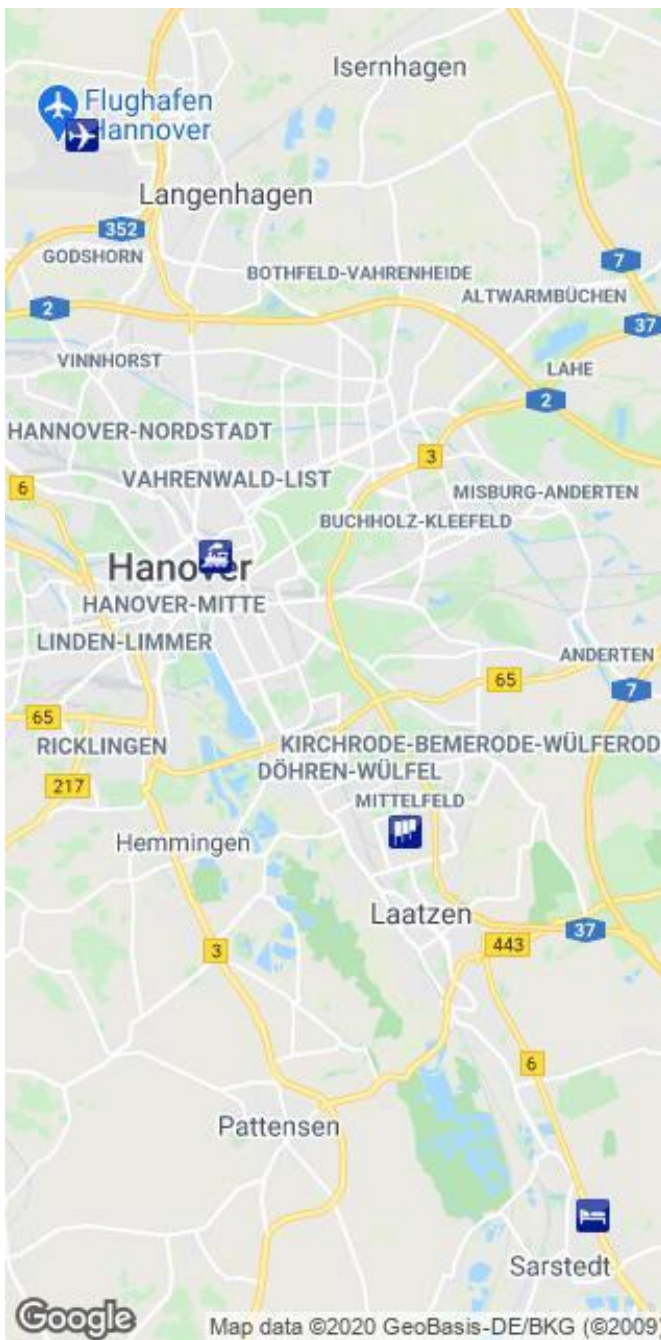 Isernhagen
Flughafen
Hannover
Langenhagen
352
GODSHORN
7
BOTHFELD-VAHRENHEIDE
ALTWARMBÜCHEN
2
37
VINNHORST
LAHE
2
HANNOVER-NORDSTADT
3
VAHRENWALD-LIST
6
MISBURG-ANDERTEN
BUCHHOLZ-KLEEFELD
Hanover
HANOVER-MITTE
LINDEN-LIMMER
ANDERTEN
65
7
65
RICKLINGEN
KIRCHRODE-BEMERODE-WÜLFEROD
DÖHREN-WÜLFEL
217
MITTELFELD
Hemmingen
Laatzen
37
443
3
6
Pattensen
Sarstedt
Google
Map data ©2020 GeoBasis-DE/BKG (©2009